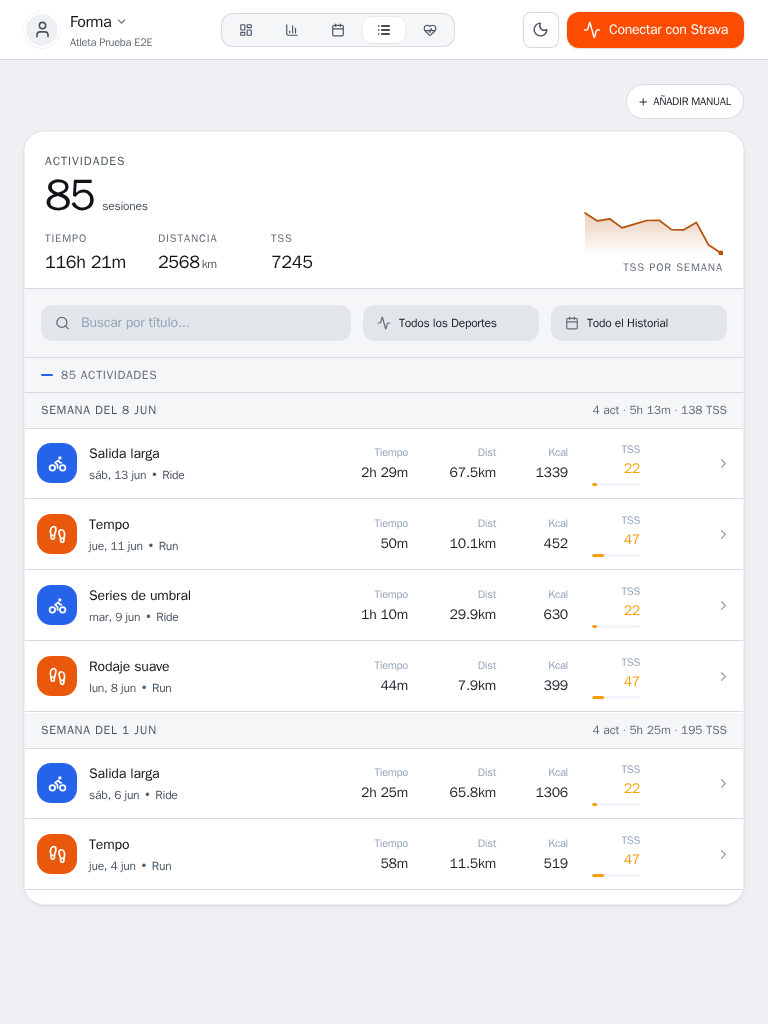 Forma
Atleta Prueba E2E
Conectar con Strava
+ AÑADIR MANUAL
ACTIVIDADES
85 sesiones
TIEMPO DISTANCIA TSS
116h 21m 2568 km 7245
TSS POR SEMANA
Buscar por título... Todos los Deportes Todo el Historial
85 ACTIVIDADES
SEMANA DEL 8 JUN 4 act · 5h 13m · 138 TSS
Salida larga Tiempo Dist Kcal TSS
sáb, 13 jun • Ride 2h 29m 67.5km 1339 22
Tempo Tiempo Dist Kcal TSS
jue, 11 jun • Run 50m 10.1km 452 47
Series de umbral Tiempo Dist Kcal TSS
mar, 9 jun • Ride 1h 10m 29.9km 630 22
Rodaje suave Tiempo Dist Kcal TSS
lun, 8 jun • Run 44m 7.9km 399 47
SEMANA DEL 1 JUN 4 act · 5h 25m · 195 TSS
Salida larga Tiempo Dist Kcal TSS
sáb, 6 jun • Ride 2h 25m 65.8km 1306 22
Tempo Tiempo Dist Kcal TSS
jue, 4 jun • Run 58m 11.5km 519 47